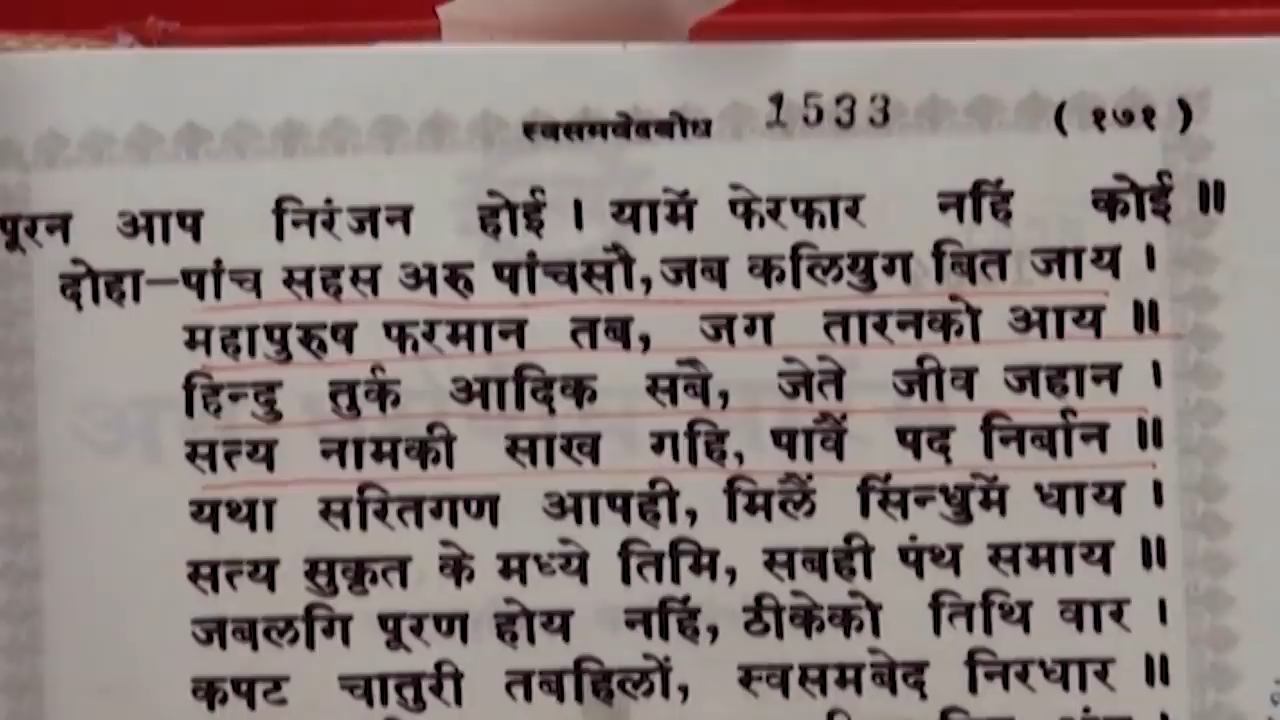 स्वसमवेदबोध 1533 (१७१)
पूरन आप निरंजन होई । यामें फेरफार नहिं कोई ॥
दोहा-पांच सहस अरु पांचसौ, जब कलियुग बित जाय ।
महापुरुष फरमान तब, जग तारनको आय ॥
हिन्दु तुर्क आदिक सबै, जेते जीव जहान ।
सत्य नामकी साख गहि, पावैं पद निर्बान ॥
यथा सरितगण आपही, मिलैं सिंन्धुमें धाय ।
सत्य सुकृत के मध्ये तिमि, सबही पंथ समाय ॥
जबलगि पूरण होय नहिं, ठीकेको तिथि वार ।
कपट चातुरी तबहिलों, स्वसमबेद निरधार ॥